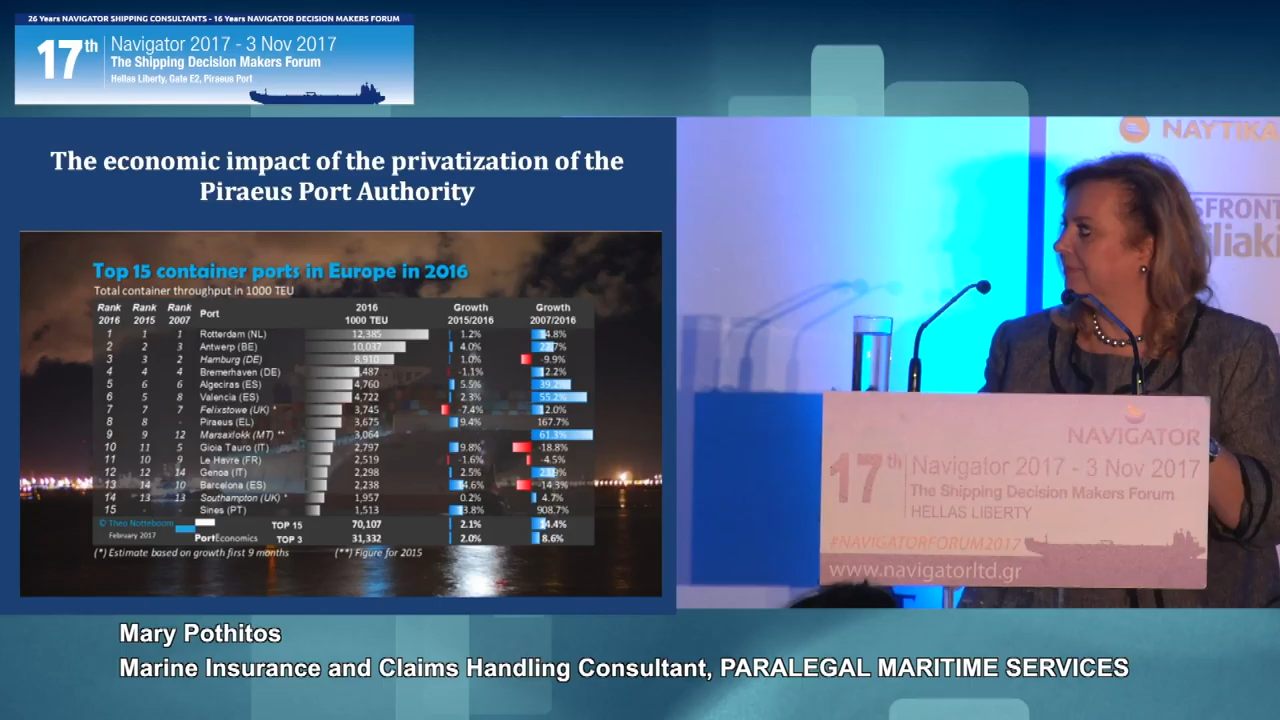 26 Years NAVIGATOR SHIPPING CONSULTANTS - 16 Years NAVIGATOR DECISION MAKERS FORUM
17th
Navigator 2017 - 3 Nov 2017
The Shipping Decision Makers Forum
Hellas Liberty, Gate E2, Piraeus Port
The economic impact of the privatization of the
Piraeus Port Authority
Top 15 container ports in Europe in 2016
Total container throughput in 1000 TEU
Rank 2016 Rank 2015 Rank 2007 Port 2016 1000 TEU Growth 2015/2016 Growth 2007/2016
1 1 1 Rotterdam (NL) 12,385 1.2%
2 2 3 Antwerp (BE) 10,037 4.0%
3 3 2 Hamburg (DE) 8,910 1.0% -9.9%
4 4 4 Bremerhaven (DE) -1.1%
5 6 6 Algeciras (ES) 4,760 5.5% 39.2%
6 5 8 Valencia (ES) 4,722 2.3% 55.2%
7 7 7 Felixstowe (UK) * 3,745 -7.4%
8 8 - Piraeus (EL) 3,675 9.4% 167.7%
9 9 12 Marsaxlokk (MT) ** 3,064 61.3%
10 11 5 Gioia Tauro (IT) 2,797 9.8% -18.8%
11 10 9 Le Havre (FR) 2,519 -1.6% -4.5%
12 12 14 Genoa (IT) 2,298 2.5%
13 14 10 Barcelona (ES) 2,238 -14.3%
14 13 13 Southampton (UK) * 1,957 0.2% 4.7%
15 - - Sines (PT) 1,513 908.7%
© Theo Notteboom TOP 15 70,107 2.1%
February 2017 PortEconomics TOP 3 31,332 2.0% 8.6%
(*) Estimate based on growth first 9 months (**) Figure for 2015
ΝΑΥΤΙΚΑ
SFRONT
iliaki
NAVIGATOR
17th
Navigator 2017 - 3 Nov 2017
The Shipping Decision Makers Forum
HELLAS LIBERTY
#NAVIGATORFORUM2017
www.navigatorltd.gr
Mary Pothitos
Marine Insurance and Claims Handling Consultant, PARALEGAL MARITIME SERVICES